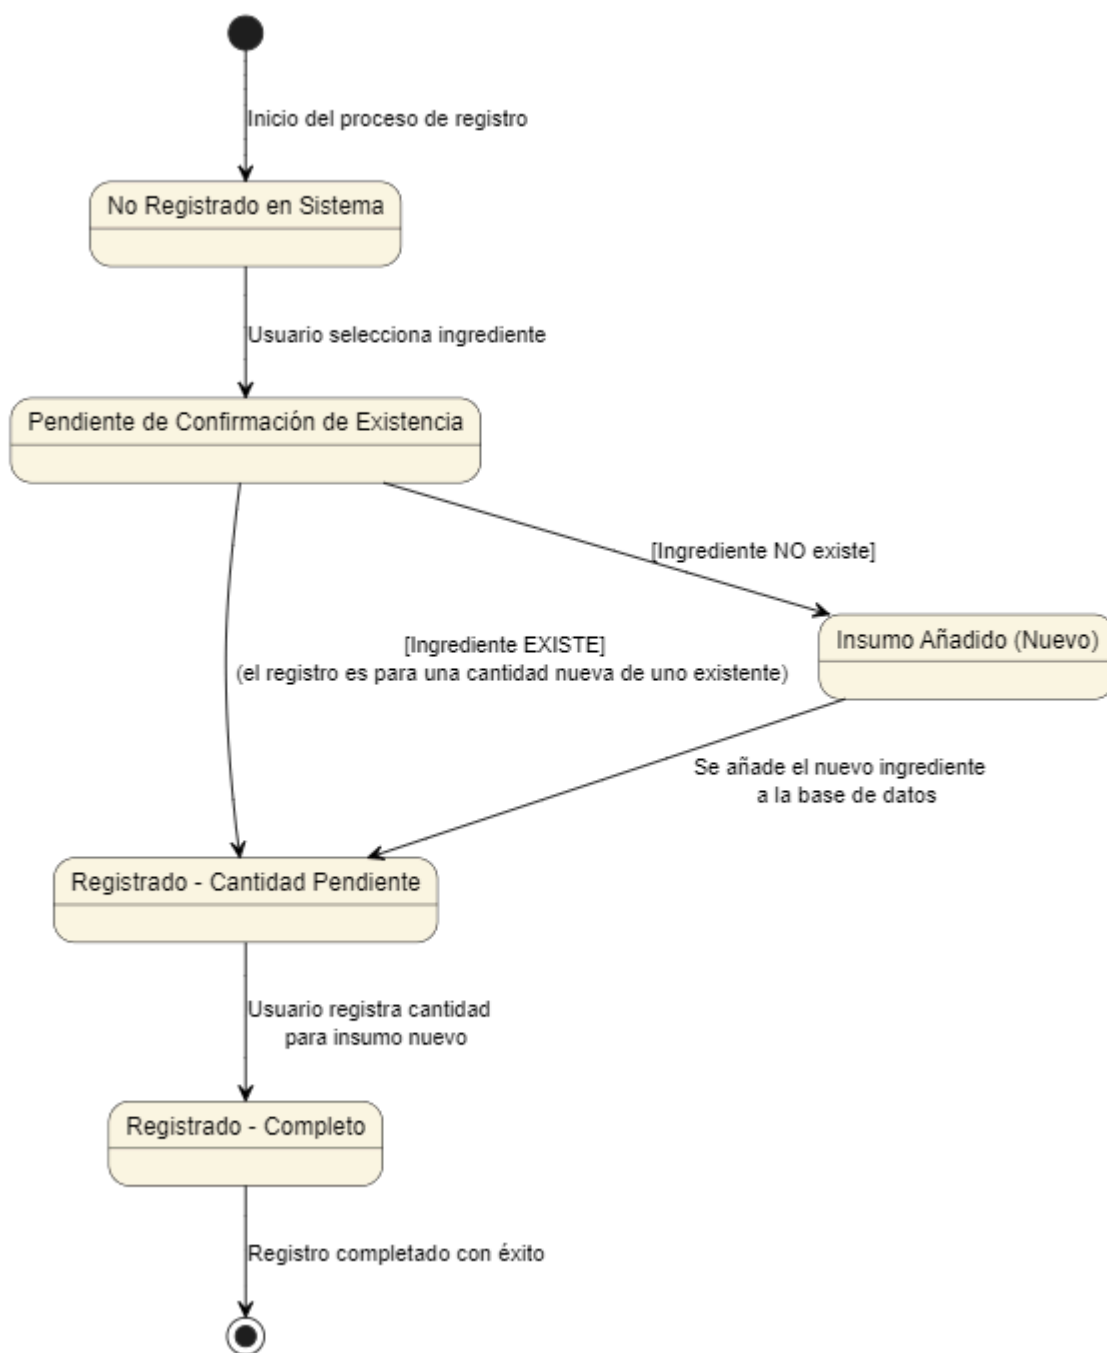 Inicio del proceso de registro
No Registrado en Sistema
Usuario selecciona ingrediente
Pendiente de Confirmación de Existencia
[Ingrediente NO existe]
Insumo Añadido (Nuevo)
[Ingrediente EXISTE]
(el registro es para una cantidad nueva de uno existente)
Se añade el nuevo ingrediente
a la base de datos
Registrado - Cantidad Pendiente
Usuario registra cantidad
para insumo nuevo
Registrado - Completo
Registro completado con éxito